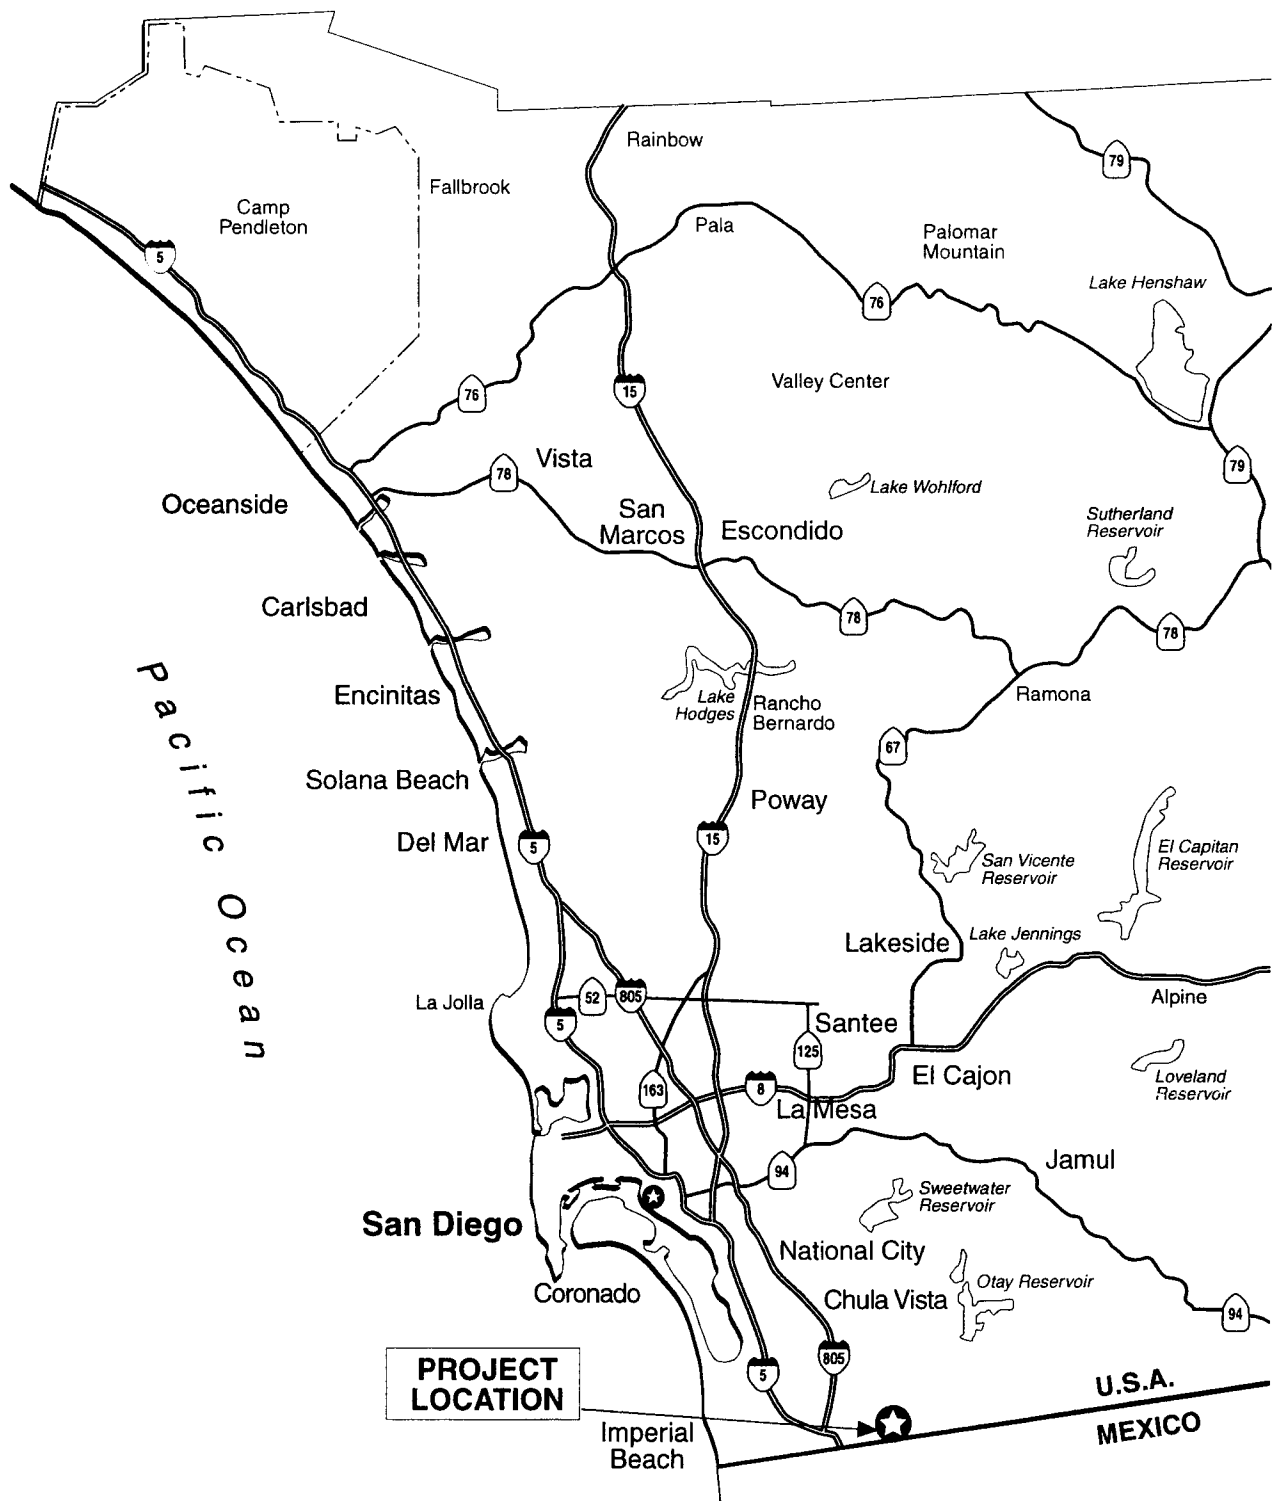 Rainbow
79
Fallbrook
Camp
Pendleton
Pala
Palomar
Mountain
5
Lake Henshaw
76
Valley Center
15
76
Vista
78
79
Lake Wohlford
Oceanside
San
Marcos
Escondido
Sutherland
Reservoir
Carlsbad
78
78
Pacific Ocean
Encinitas
Lake
Hodges
Rancho
Bernardo
Ramona
67
Solana Beach
Poway
Del Mar
5
15
San Vicente
Reservoir
El Capitan
Reservoir
Lakeside
Lake Jennings
La Jolla
52
805
Alpine
5
Santee
125
163
8
El Cajon
Loveland
Reservoir
La Mesa
94
Jamul
Sweetwater
Reservoir
San Diego
National City
Coronado
Chula Vista
Otay Reservoir
94
PROJECT
LOCATION
5
805
U.S.A.
MEXICO
Imperial
Beach